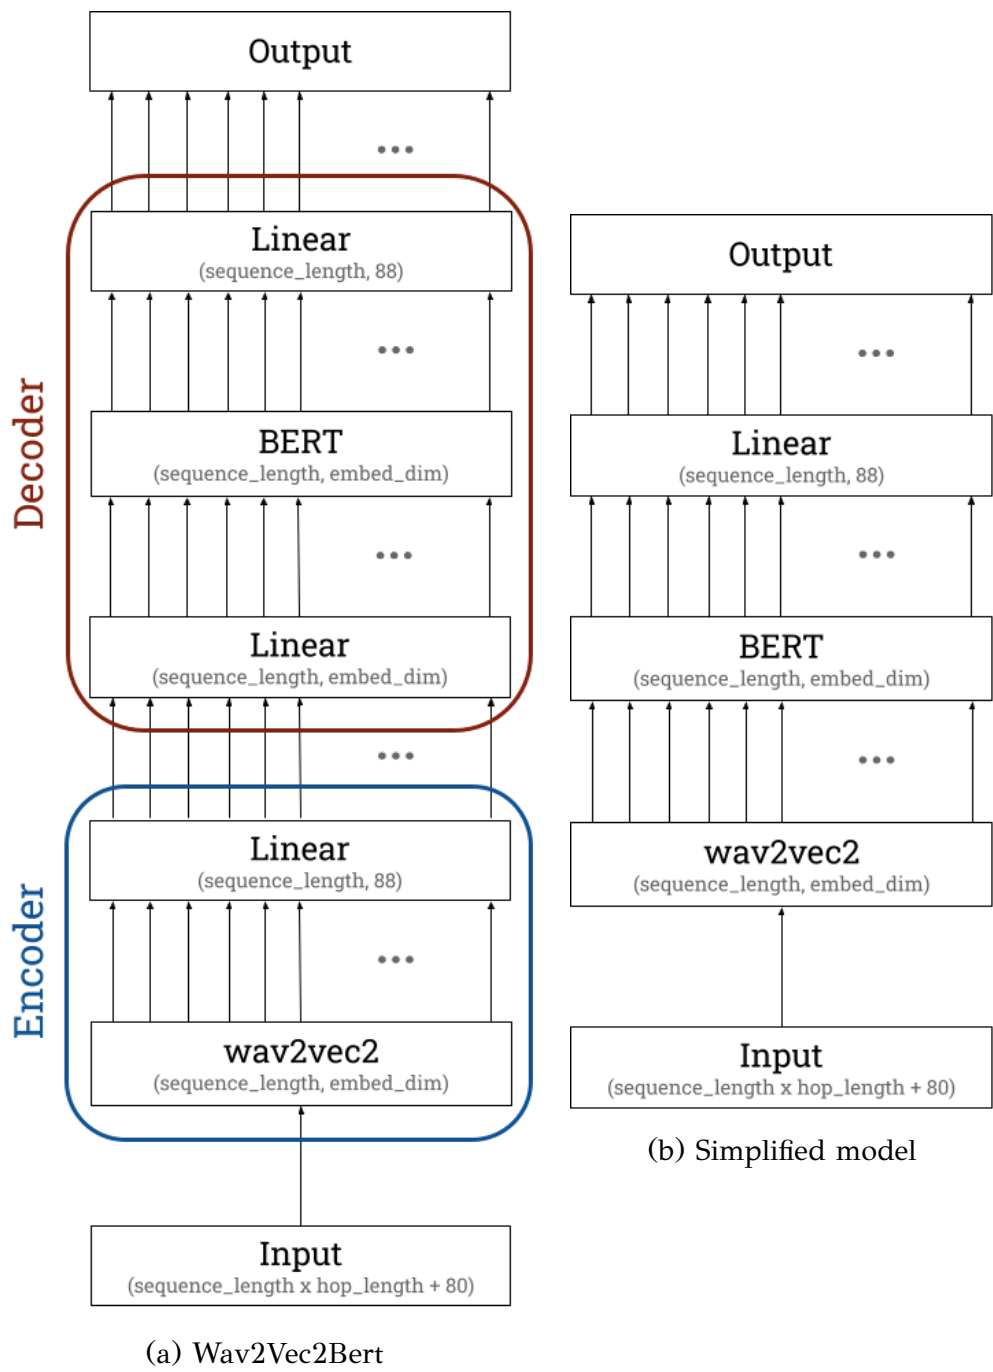 Output
Linear
(sequence_length, 88)
BERT
(sequence_length, embed_dim)
Linear
(sequence_length, embed_dim)
Decoder
Linear
(sequence_length, 88)
wav2vec2
(sequence_length, embed_dim)
Encoder
Input
(sequence_length x hop_length + 80)
(a) Wav2Vec2Bert
Output
Linear
(sequence_length, 88)
BERT
(sequence_length, embed_dim)
wav2vec2
(sequence_length, embed_dim)
Input
(sequence_length x hop_length + 80)
(b) Simplified model